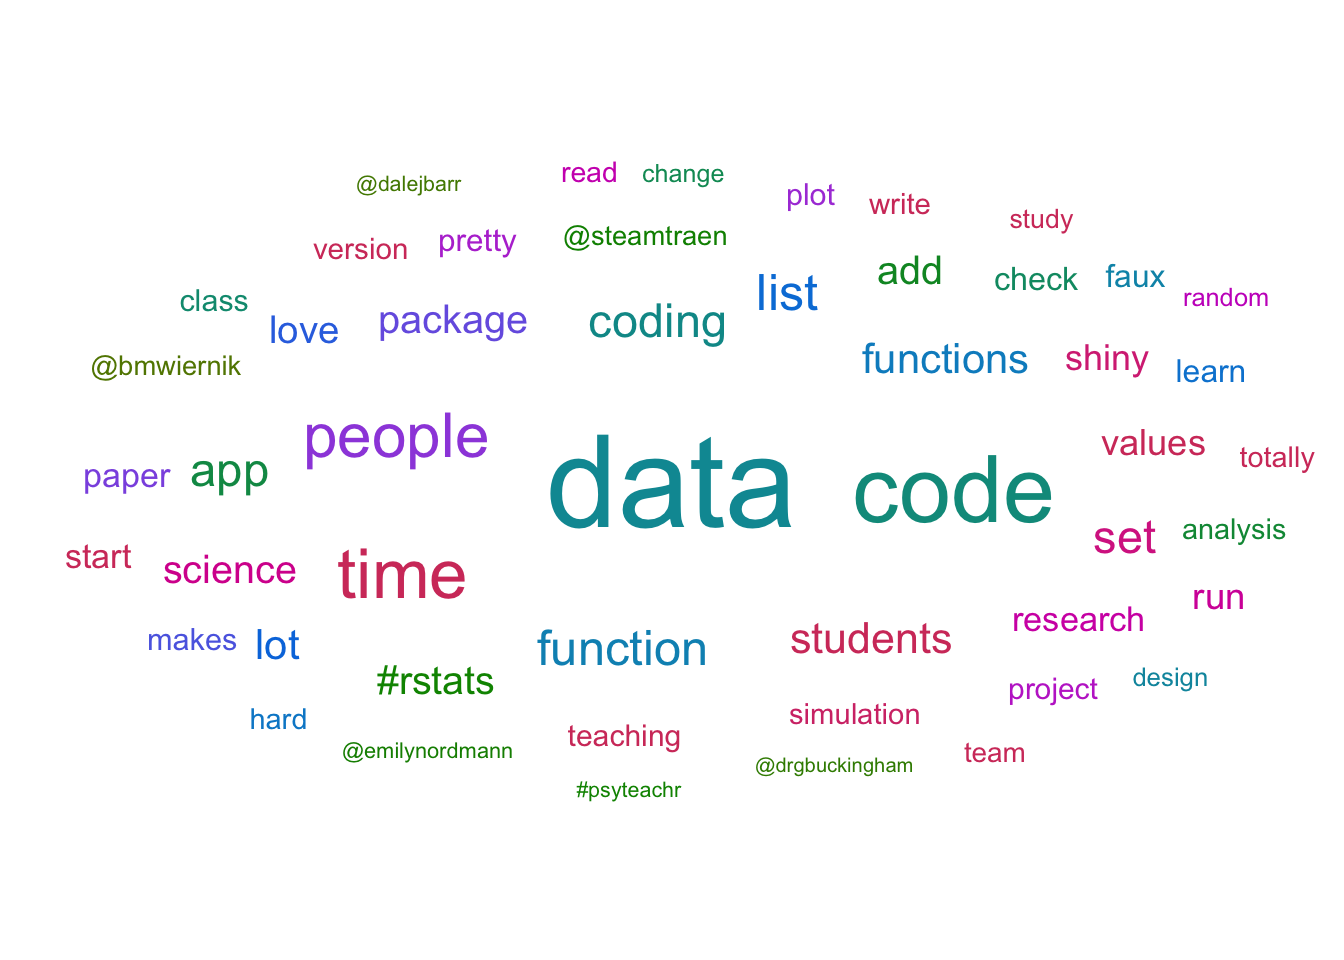 read
change
@dalejbarr
plot
write
study
@steamtraen
version
pretty
add
check
faux
list
random
class
love
package
coding
@bmwiernik
functions
shiny
learn
people
values
totally
paper
app
data
code
set
analysis
start
science
time
run
research
makes
lot
function
students
#rstats
project
design
hard
simulation
teaching
@emilynordmann
@drgbuckingham
team
#psyteachr